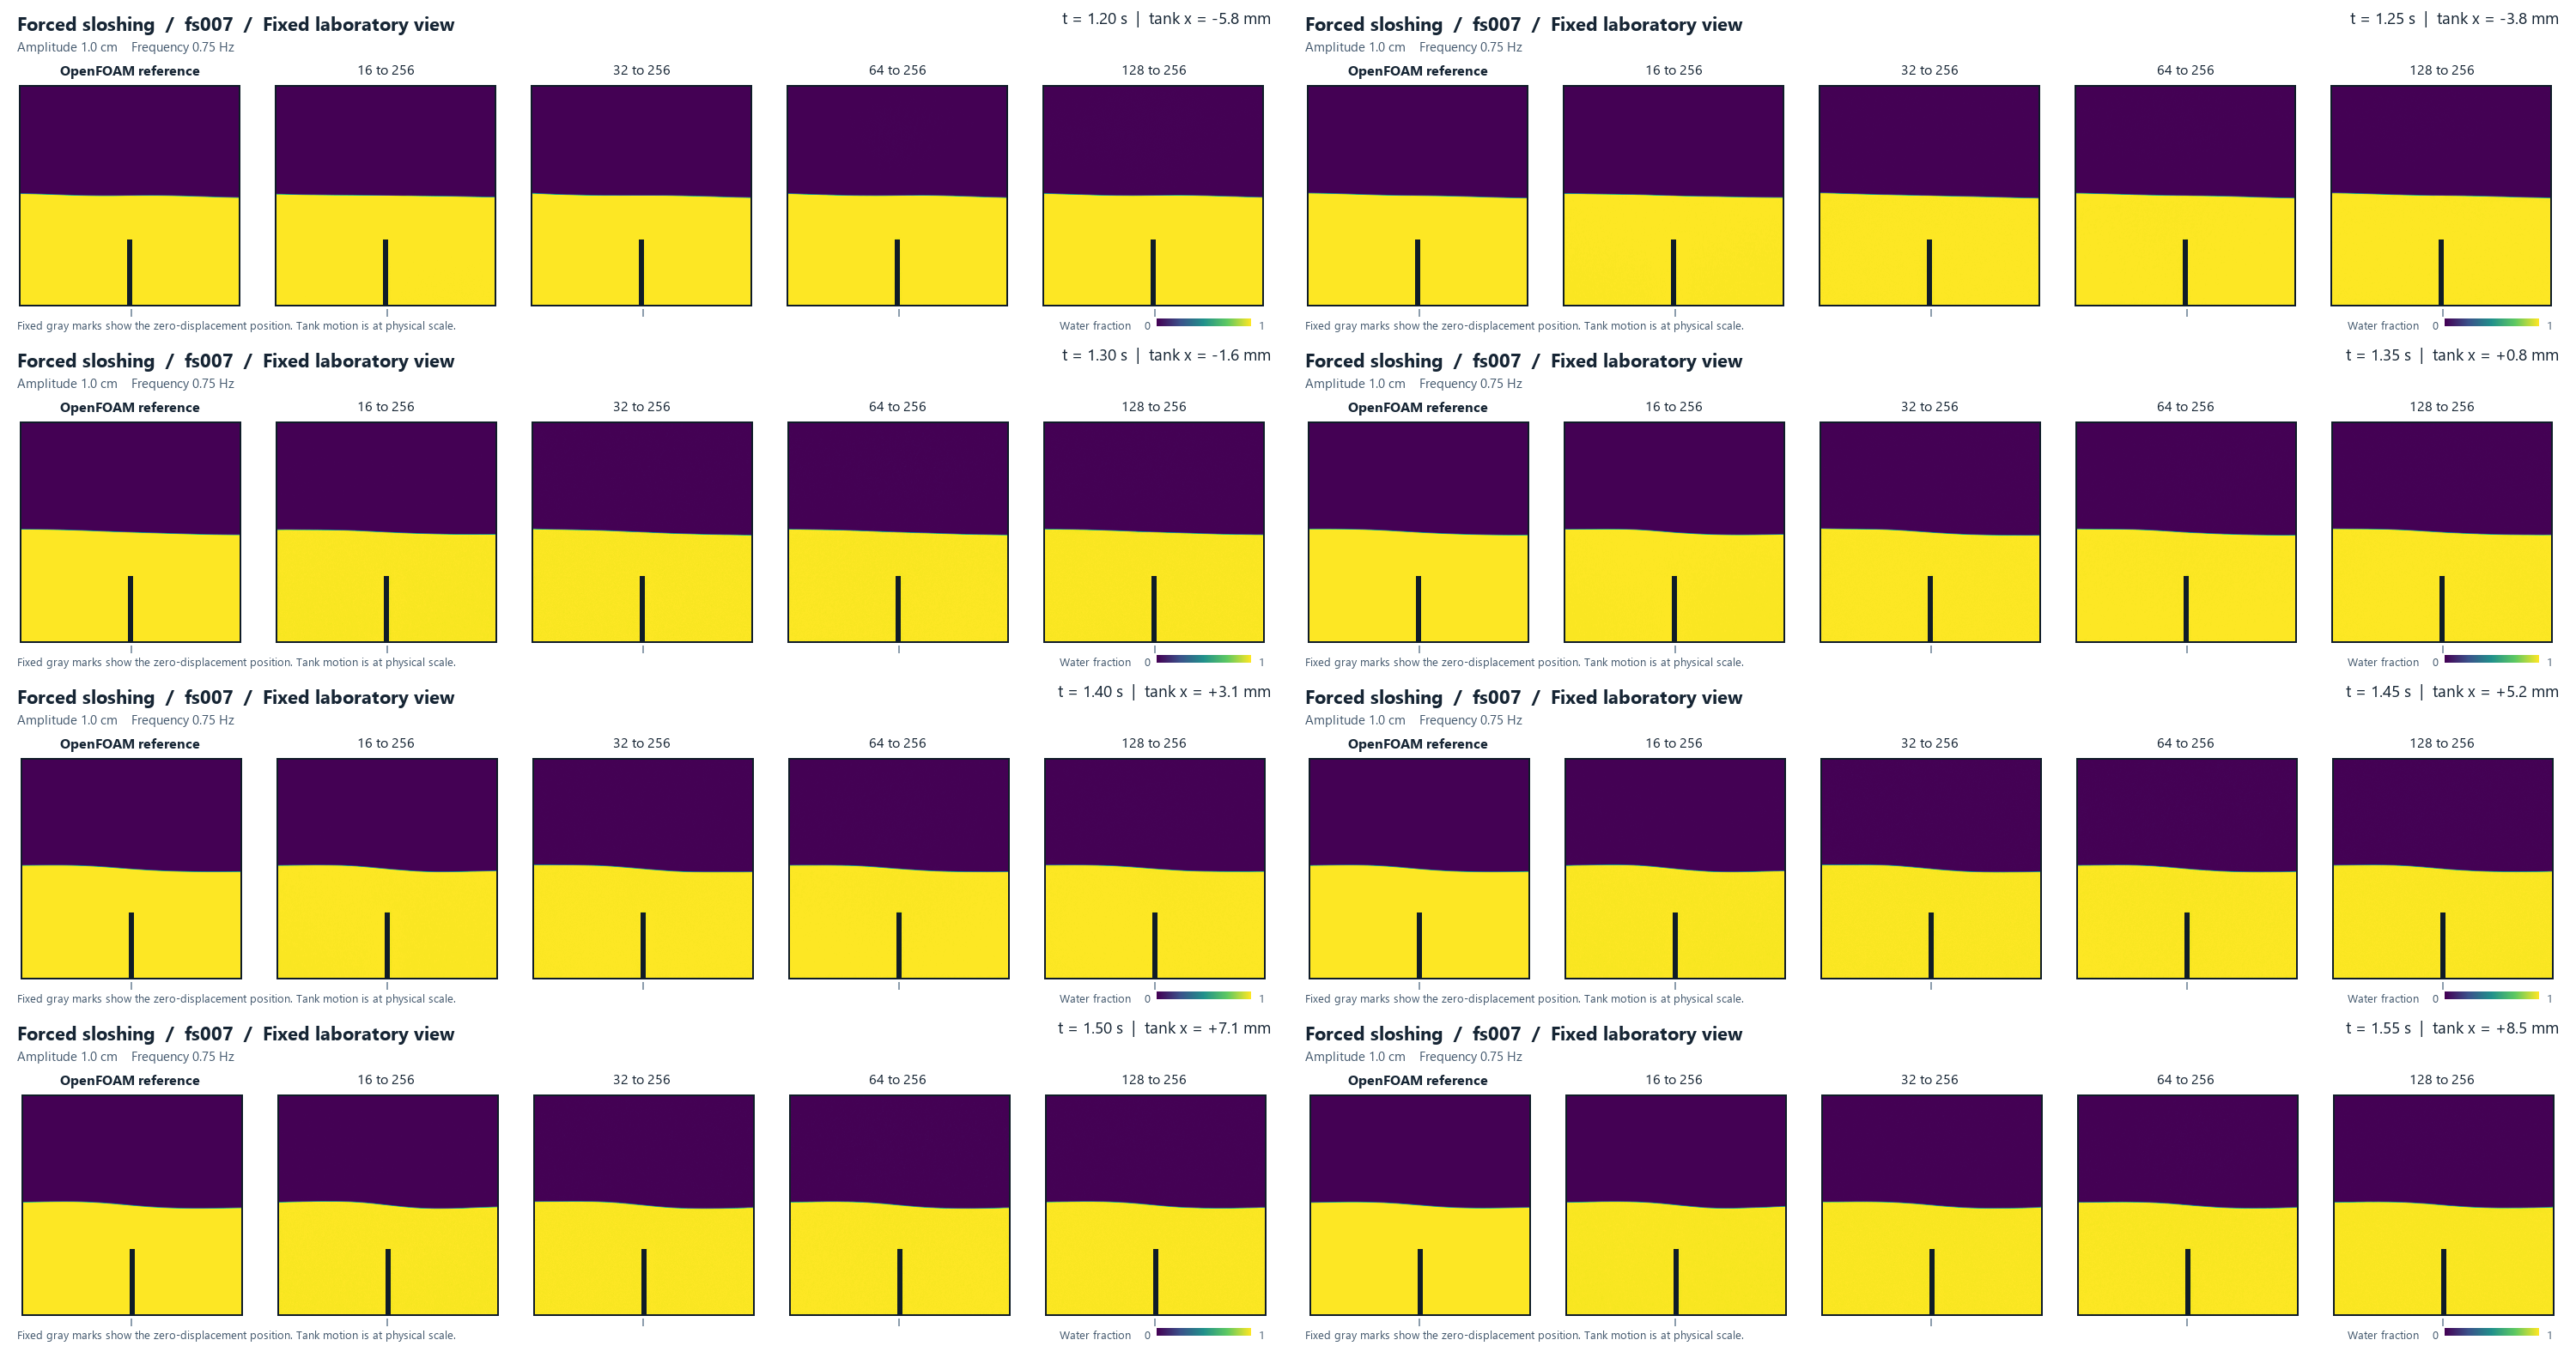 Forced sloshing / fs007 / Fixed laboratory view
t = 1.20 s | tank x = -5.8 mm
Amplitude 1.0 cm Frequency 0.75 Hz
OpenFOAM reference 16 to 256 32 to 256 64 to 256 128 to 256
Fixed gray marks show the zero-displacement position. Tank motion is at physical scale.
Water fraction 0 1
Forced sloshing / fs007 / Fixed laboratory view
t = 1.25 s | tank x = -3.8 mm
Amplitude 1.0 cm Frequency 0.75 Hz
OpenFOAM reference 16 to 256 32 to 256 64 to 256 128 to 256
Fixed gray marks show the zero-displacement position. Tank motion is at physical scale.
Water fraction 0 1
Forced sloshing / fs007 / Fixed laboratory view
t = 1.30 s | tank x = -1.6 mm
Amplitude 1.0 cm Frequency 0.75 Hz
OpenFOAM reference 16 to 256 32 to 256 64 to 256 128 to 256
Fixed gray marks show the zero-displacement position. Tank motion is at physical scale.
Water fraction 0 1
Forced sloshing / fs007 / Fixed laboratory view
t = 1.35 s | tank x = +0.8 mm
Amplitude 1.0 cm Frequency 0.75 Hz
OpenFOAM reference 16 to 256 32 to 256 64 to 256 128 to 256
Fixed gray marks show the zero-displacement position. Tank motion is at physical scale.
Water fraction 0 1
Forced sloshing / fs007 / Fixed laboratory view
t = 1.40 s | tank x = +3.1 mm
Amplitude 1.0 cm Frequency 0.75 Hz
OpenFOAM reference 16 to 256 32 to 256 64 to 256 128 to 256
Fixed gray marks show the zero-displacement position. Tank motion is at physical scale.
Water fraction 0 1
Forced sloshing / fs007 / Fixed laboratory view
t = 1.45 s | tank x = +5.2 mm
Amplitude 1.0 cm Frequency 0.75 Hz
OpenFOAM reference 16 to 256 32 to 256 64 to 256 128 to 256
Fixed gray marks show the zero-displacement position. Tank motion is at physical scale.
Water fraction 0 1
Forced sloshing / fs007 / Fixed laboratory view
t = 1.50 s | tank x = +7.1 mm
Amplitude 1.0 cm Frequency 0.75 Hz
OpenFOAM reference 16 to 256 32 to 256 64 to 256 128 to 256
Fixed gray marks show the zero-displacement position. Tank motion is at physical scale.
Water fraction 0 1
Forced sloshing / fs007 / Fixed laboratory view
t = 1.55 s | tank x = +8.5 mm
Amplitude 1.0 cm Frequency 0.75 Hz
OpenFOAM reference 16 to 256 32 to 256 64 to 256 128 to 256
Fixed gray marks show the zero-displacement position. Tank motion is at physical scale.
Water fraction 0 1